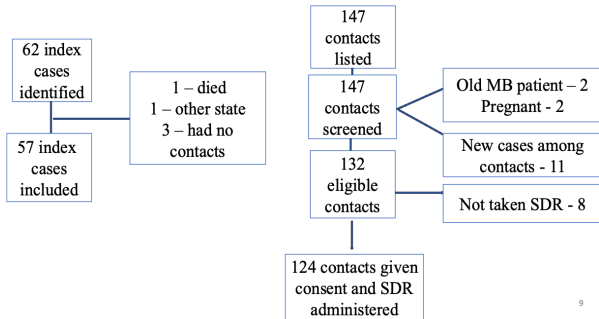 62 index
cases
identified
1 – died
1 – other state
3 – had no
contacts
57 index
cases
included
147
contacts
listed
147
contacts
screened
Old MB patient – 2
Pregnant - 2
New cases among
contacts - 11
132
eligible
contacts
Not taken SDR - 8
124 contacts given
consent and SDR
administered
9